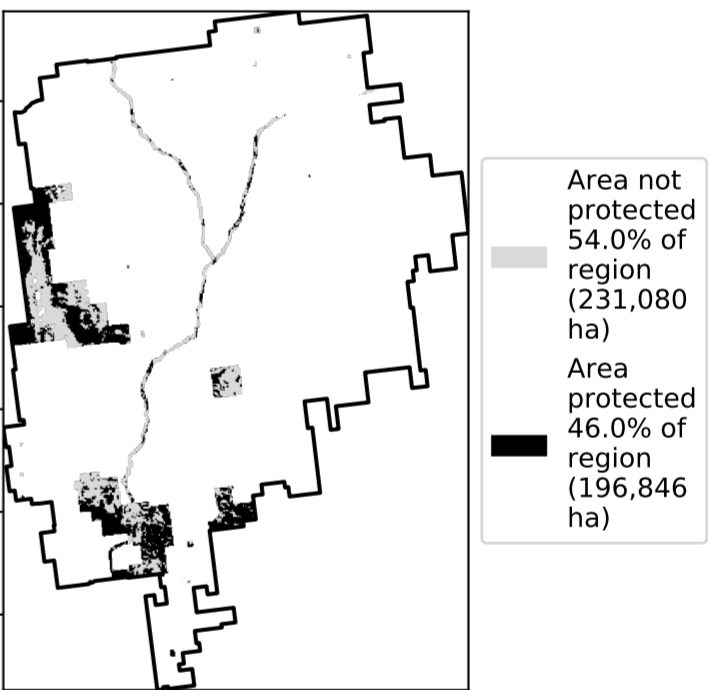 Area not
protected
54.0% of
region
(231,080
ha)
Area
protected
46.0% of
region
(196,846
ha)